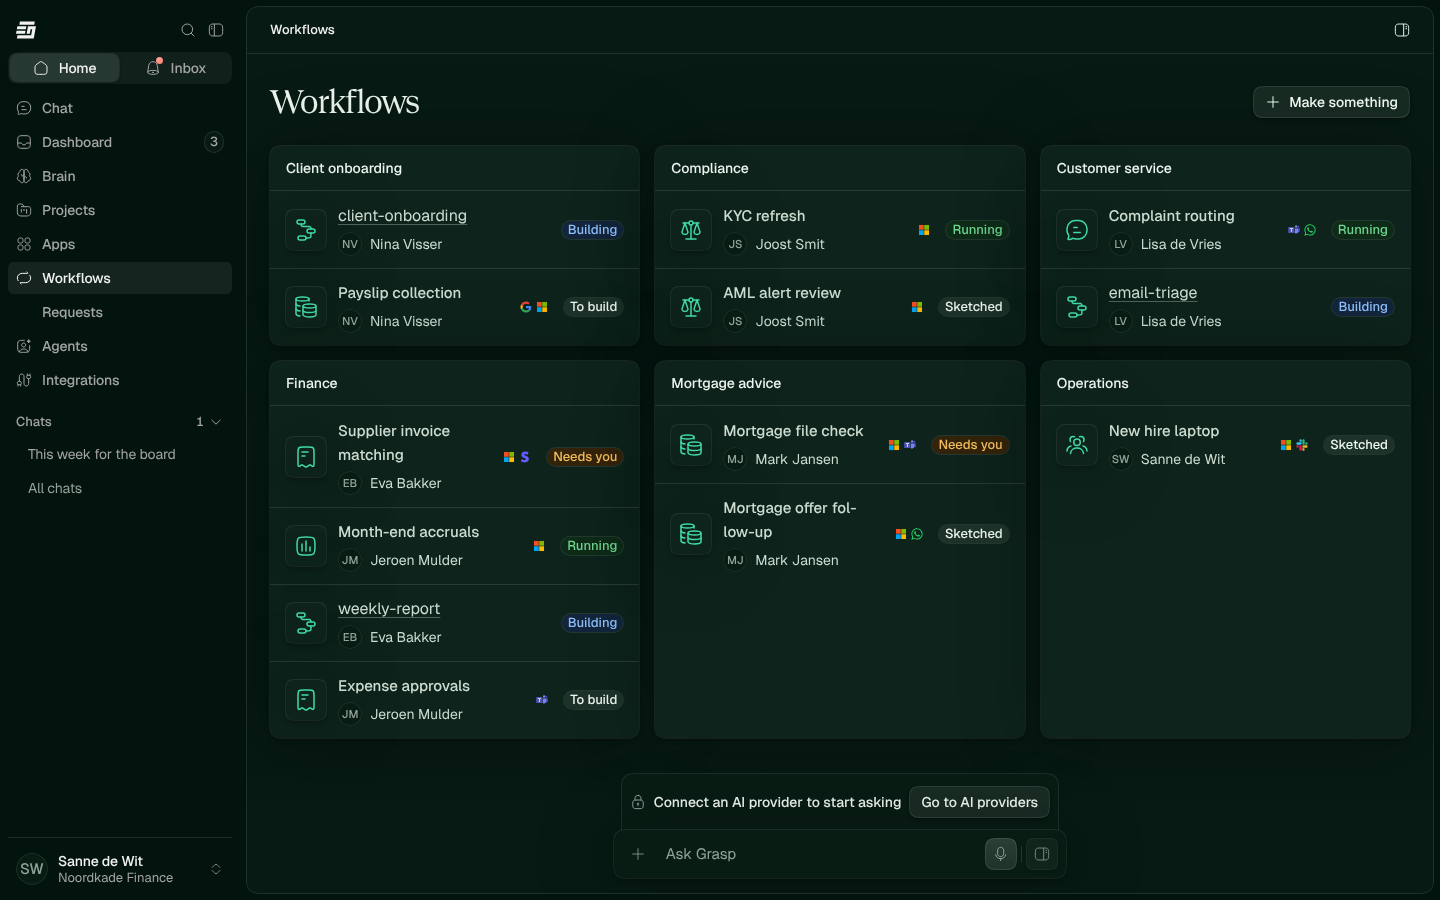 Home
Inbox
Chat
Dashboard
3
Brain
Projects
Apps
Workflows
Requests
Agents
Integrations
Chats
1
This week for the board
All chats
SW
Sanne de Wit
Noordkade Finance
Workflows
Workflows
Make something
Client onboarding
client-onboarding
NV
Nina Visser
Building
Payslip collection
NV
Nina Visser
To build
Compliance
KYC refresh
JS
Joost Smit
Running
AML alert review
JS
Joost Smit
Sketched
Customer service
Complaint routing
LV
Lisa de Vries
Running
email-triage
LV
Lisa de Vries
Building
Finance
Supplier invoice
matching
EB
Eva Bakker
Needs you
Month-end accruals
JM
Jeroen Mulder
Running
weekly-report
EB
Eva Bakker
Building
Expense approvals
JM
Jeroen Mulder
To build
Mortgage advice
Mortgage file check
MJ
Mark Jansen
Needs you
Mortgage offer fol-
low-up
MJ
Mark Jansen
Sketched
Operations
New hire laptop
SW
Sanne de Wit
Sketched
Connect an AI provider to start asking
Go to AI providers
Ask Grasp